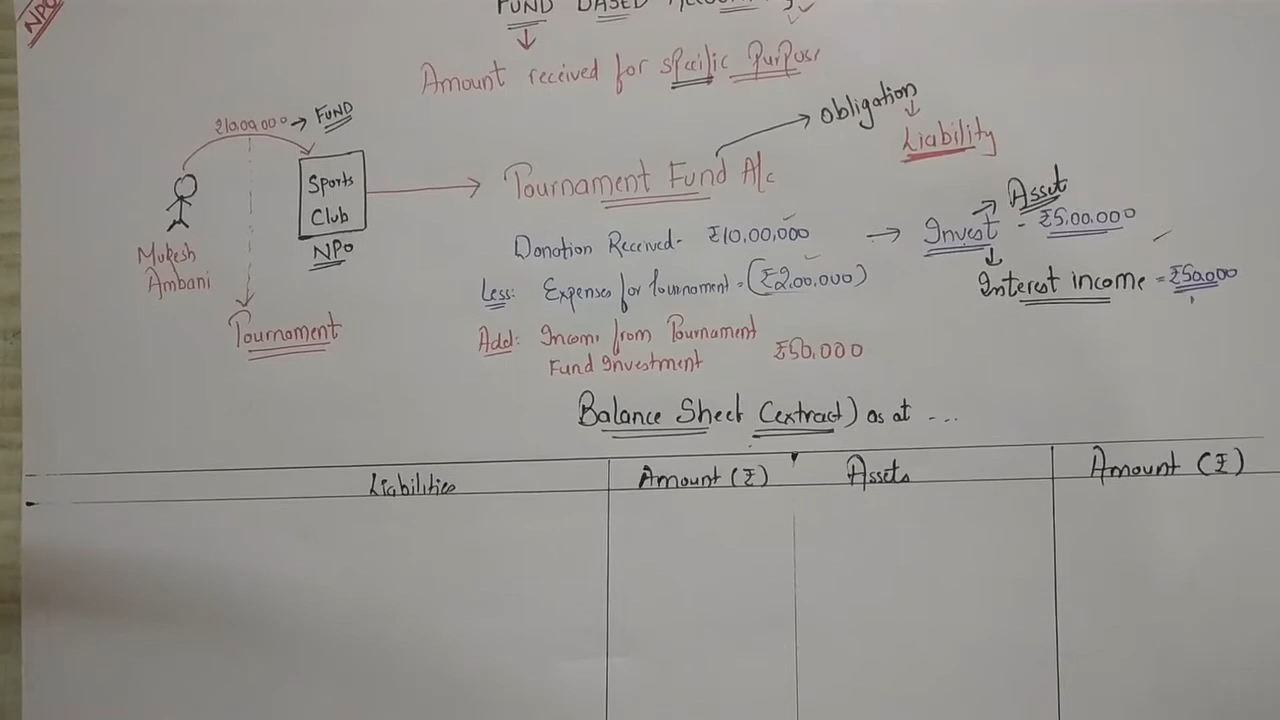 NPO
FUND BASED
Amount received for specific Purpose
₹10,00,000 → FUND
Sports
Club
NPO
Mukesh
Ambani
Tournament
Tournament Fund A/c
obligation
Liability
Donation Received - ₹10,00,000
Invest - ₹5,00,000
Asset
Interest income = ₹50,000
Less: Expenses for Tournament = (₹2,00,000)
Add: Incom. from Tournament
Fund Investment ₹50,000
Balance Sheet (extract) as at ...
Liabilities Amount (₹) Assets Amount (₹)